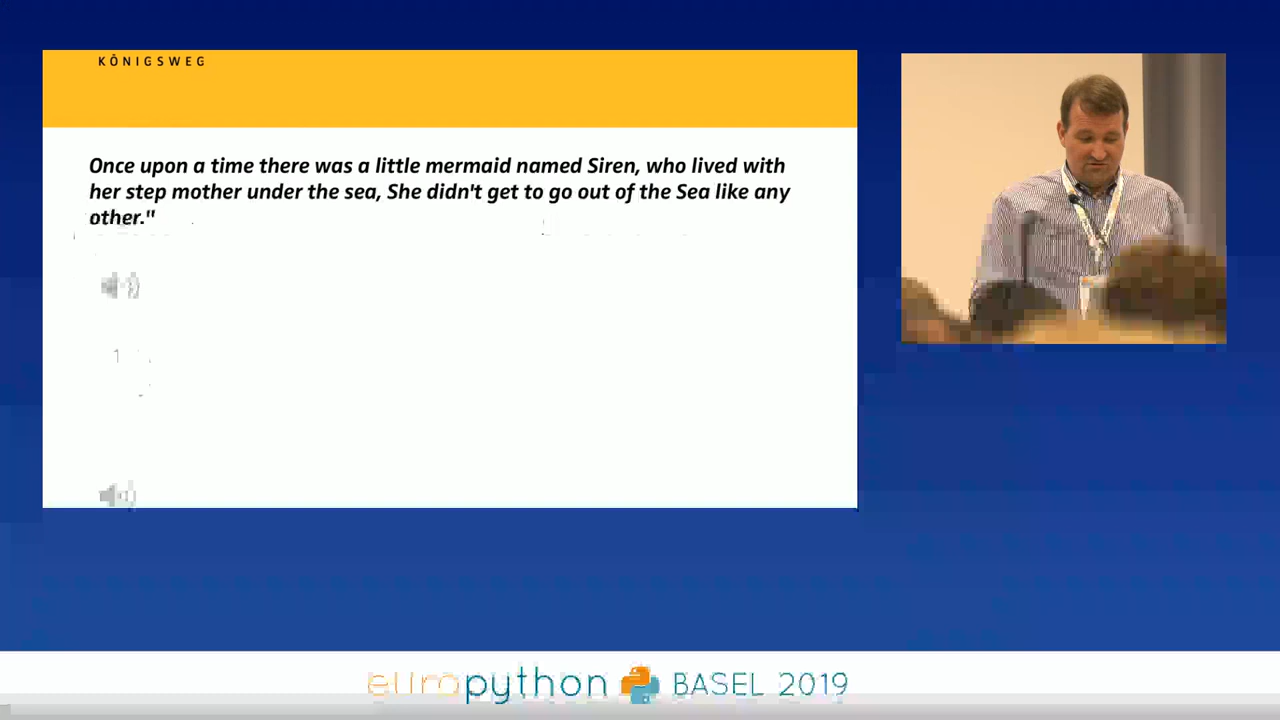 KÖNIGSWEG
Once upon a time there was a little mermaid named Siren, who lived with
her step mother under the sea, She didn't get to go out of the Sea like any
other."
europython BASEL 2019